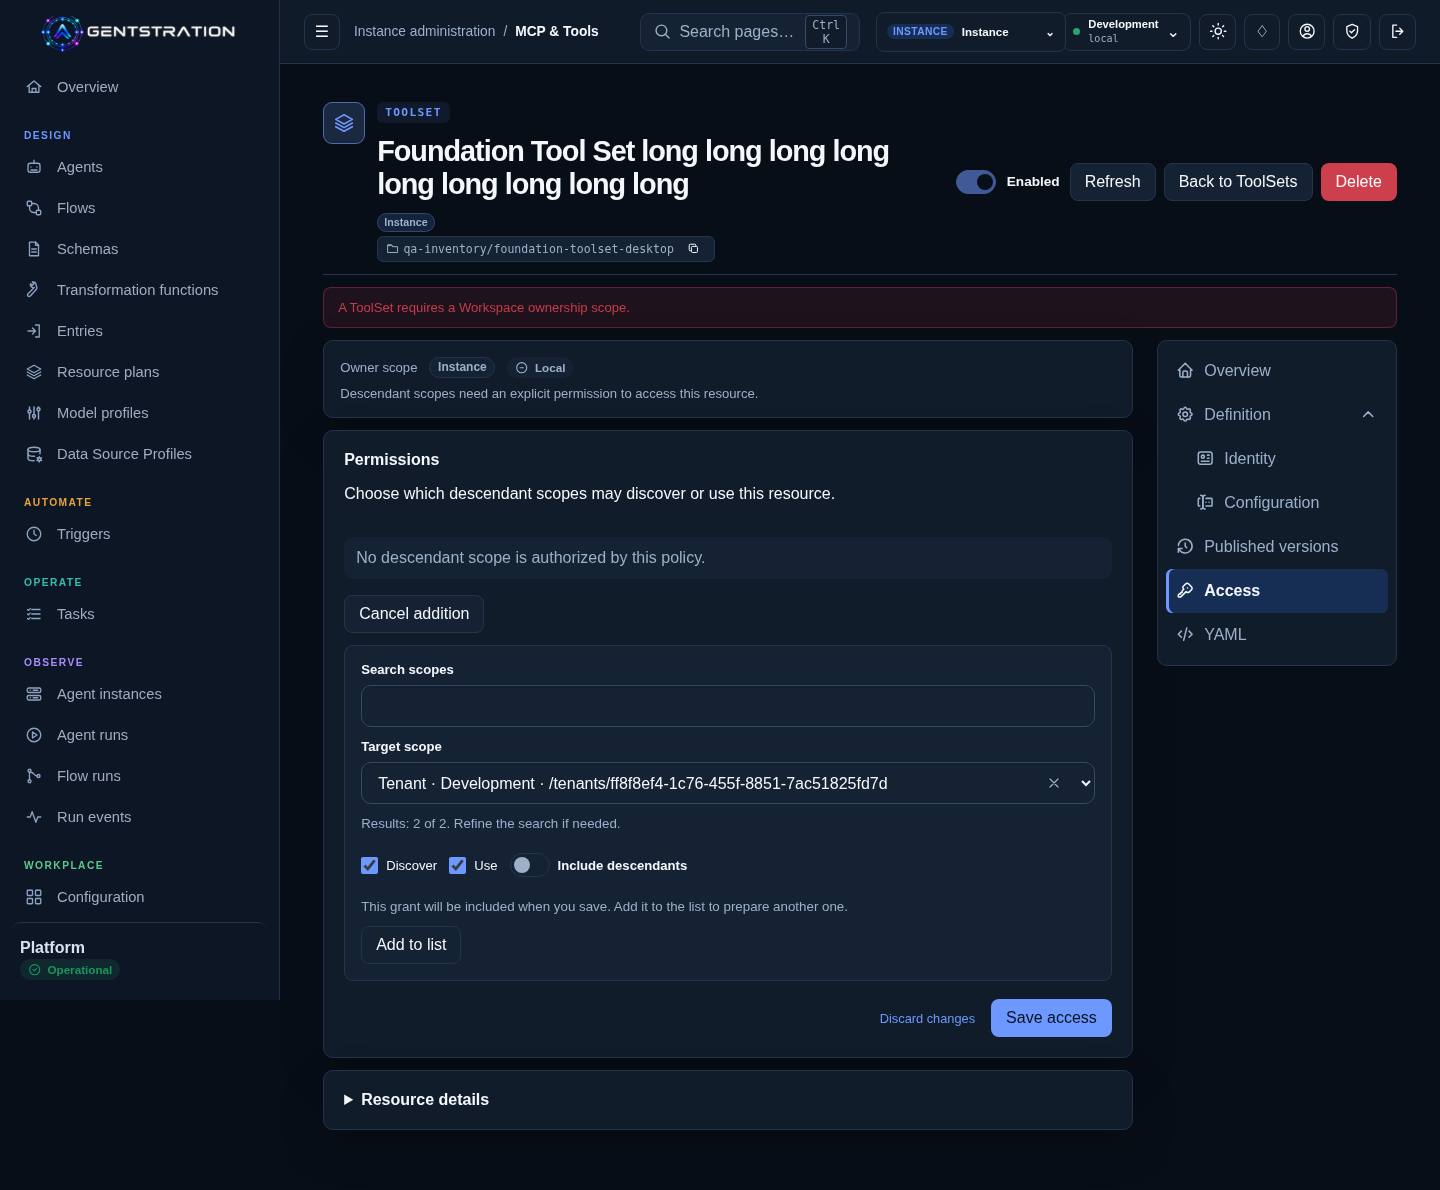 GENTSTRATION
Overview
DESIGN
Agents
Flows
Schemas
Transformation functions
Entries
Resource plans
Model profiles
Data Source Profiles
AUTOMATE
Triggers
OPERATE
Tasks
OBSERVE
Agent instances
Agent runs
Flow runs
Run events
WORKPLACE
Configuration
Platform
Operational
Instance administration / MCP & Tools
Search pages… Ctrl K
INSTANCE Instance
Development
local
TOOLSET
Foundation Tool Set long long long long
long long long long long
Instance
qa-inventory/foundation-toolset-desktop
Enabled
Refresh
Back to ToolSets
Delete
A ToolSet requires a Workspace ownership scope.
Owner scope Instance Local
Descendant scopes need an explicit permission to access this resource.
Permissions
Choose which descendant scopes may discover or use this resource.
No descendant scope is authorized by this policy.
Cancel addition
Search scopes
Target scope
Tenant · Development · /tenants/ff8f8ef4-1c76-455f-8851-7ac51825fd7d
Results: 2 of 2. Refine the search if needed.
Discover Use Include descendants
This grant will be included when you save. Add it to the list to prepare another one.
Add to list
Discard changes
Save access
Resource details
Overview
Definition
Identity
Configuration
Published versions
Access
YAML